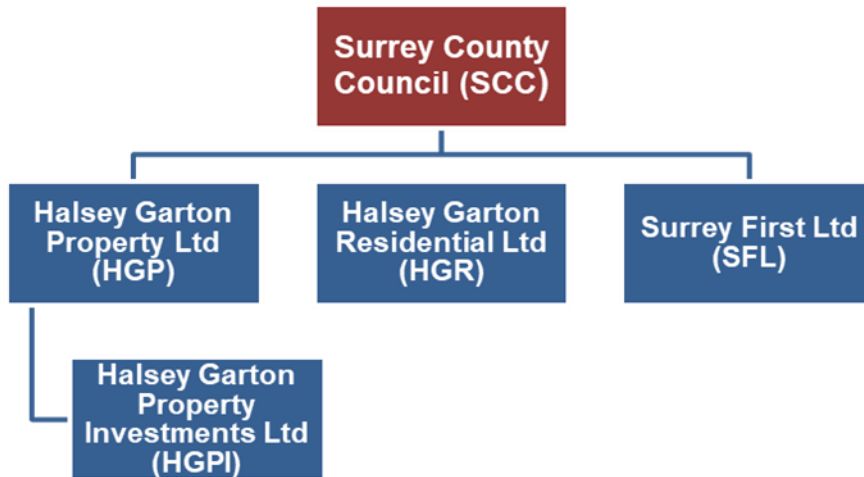 Surrey County
Council (SCC)
Halsey Garton
Property Ltd
(HGP)
Halsey Garton
Residential Ltd
(HGR)
Surrey First Ltd
(SFL)
Halsey Garton
Property
Investments Ltd
(HGPI)